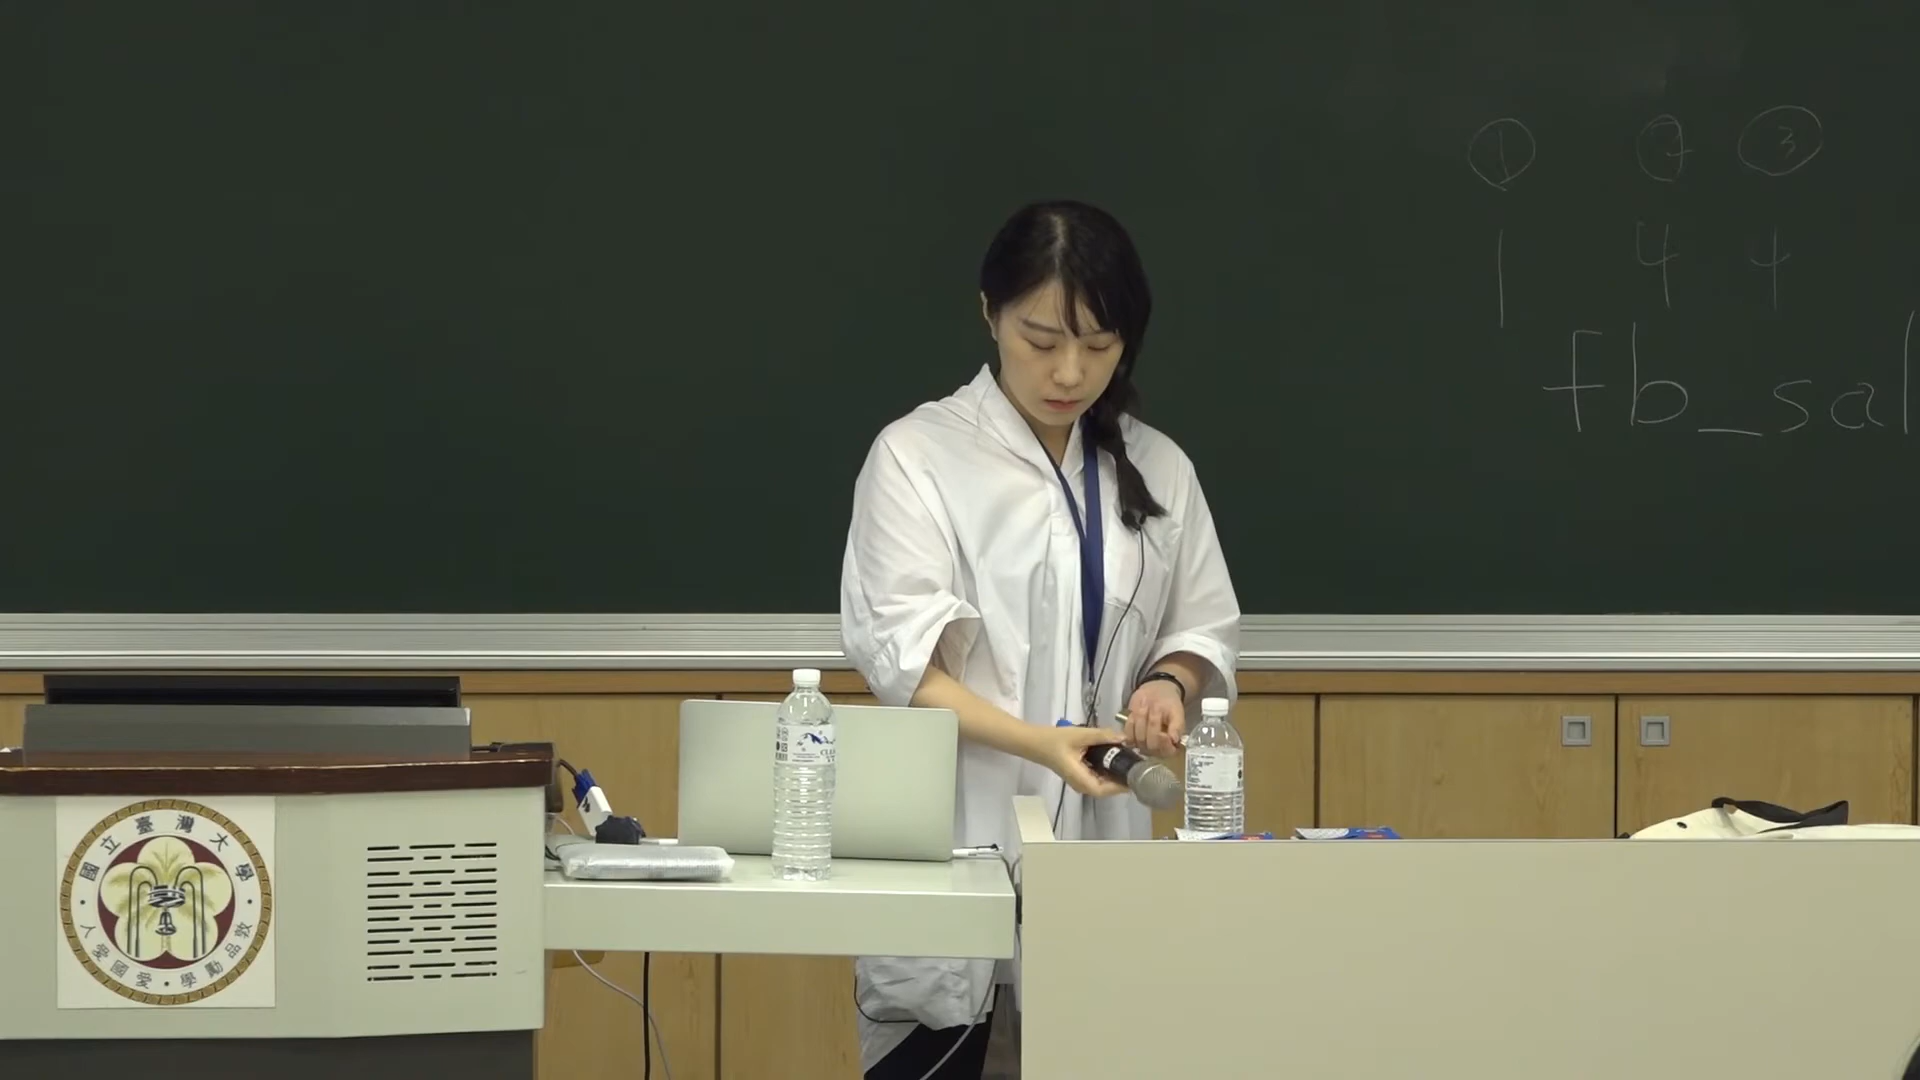 ① ② ③
1 4 4
fb_sal
國立臺灣大學
敦品勵學·愛國愛人